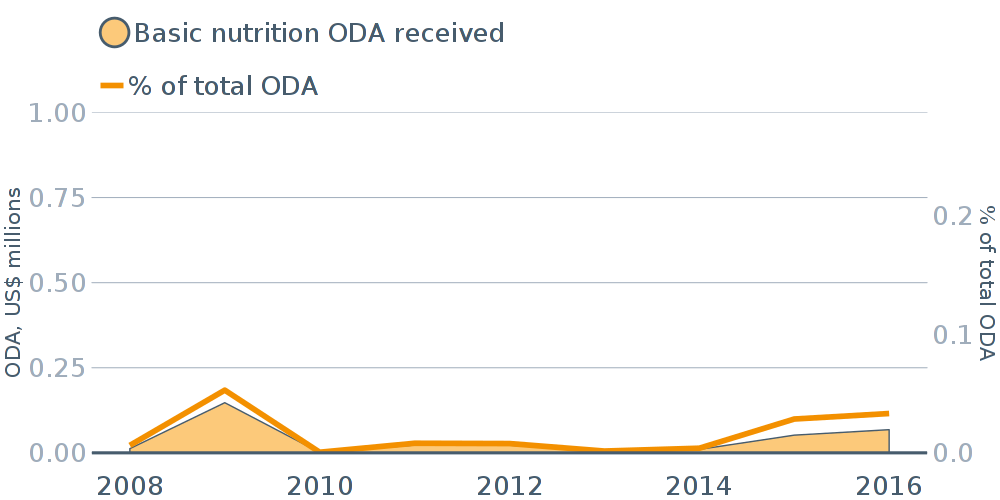 Basic nutrition ODA received
% of total ODA
1.00
0.75
0.50
0.25
0.00
ODA, US$ millions
0.2
0.1
0.0
% of total ODA
2008 2010 2012 2014 2016